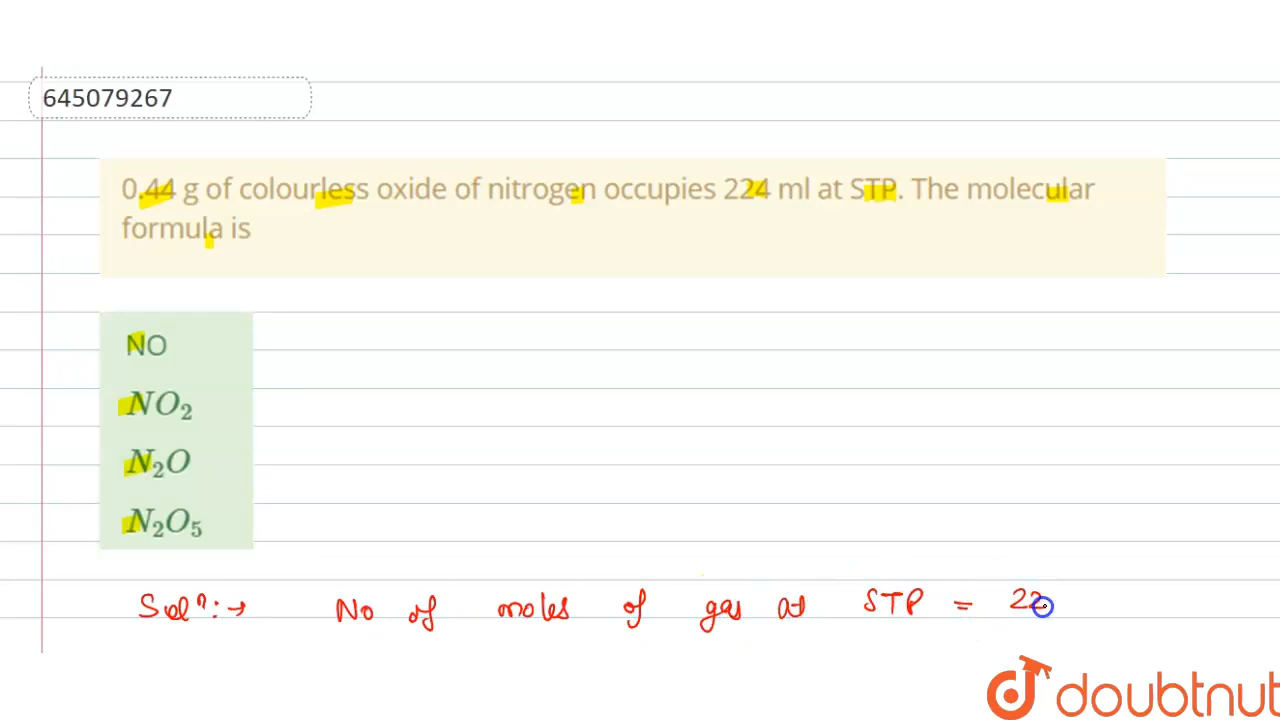 645079267
0.44 g of colourless oxide of nitrogen occupies 224 ml at STP. The molecular
formula is
NO
NO₂
N₂O
N₂O₅
Solⁿ:→ No of moles of gas at STP = 22
doubtnut